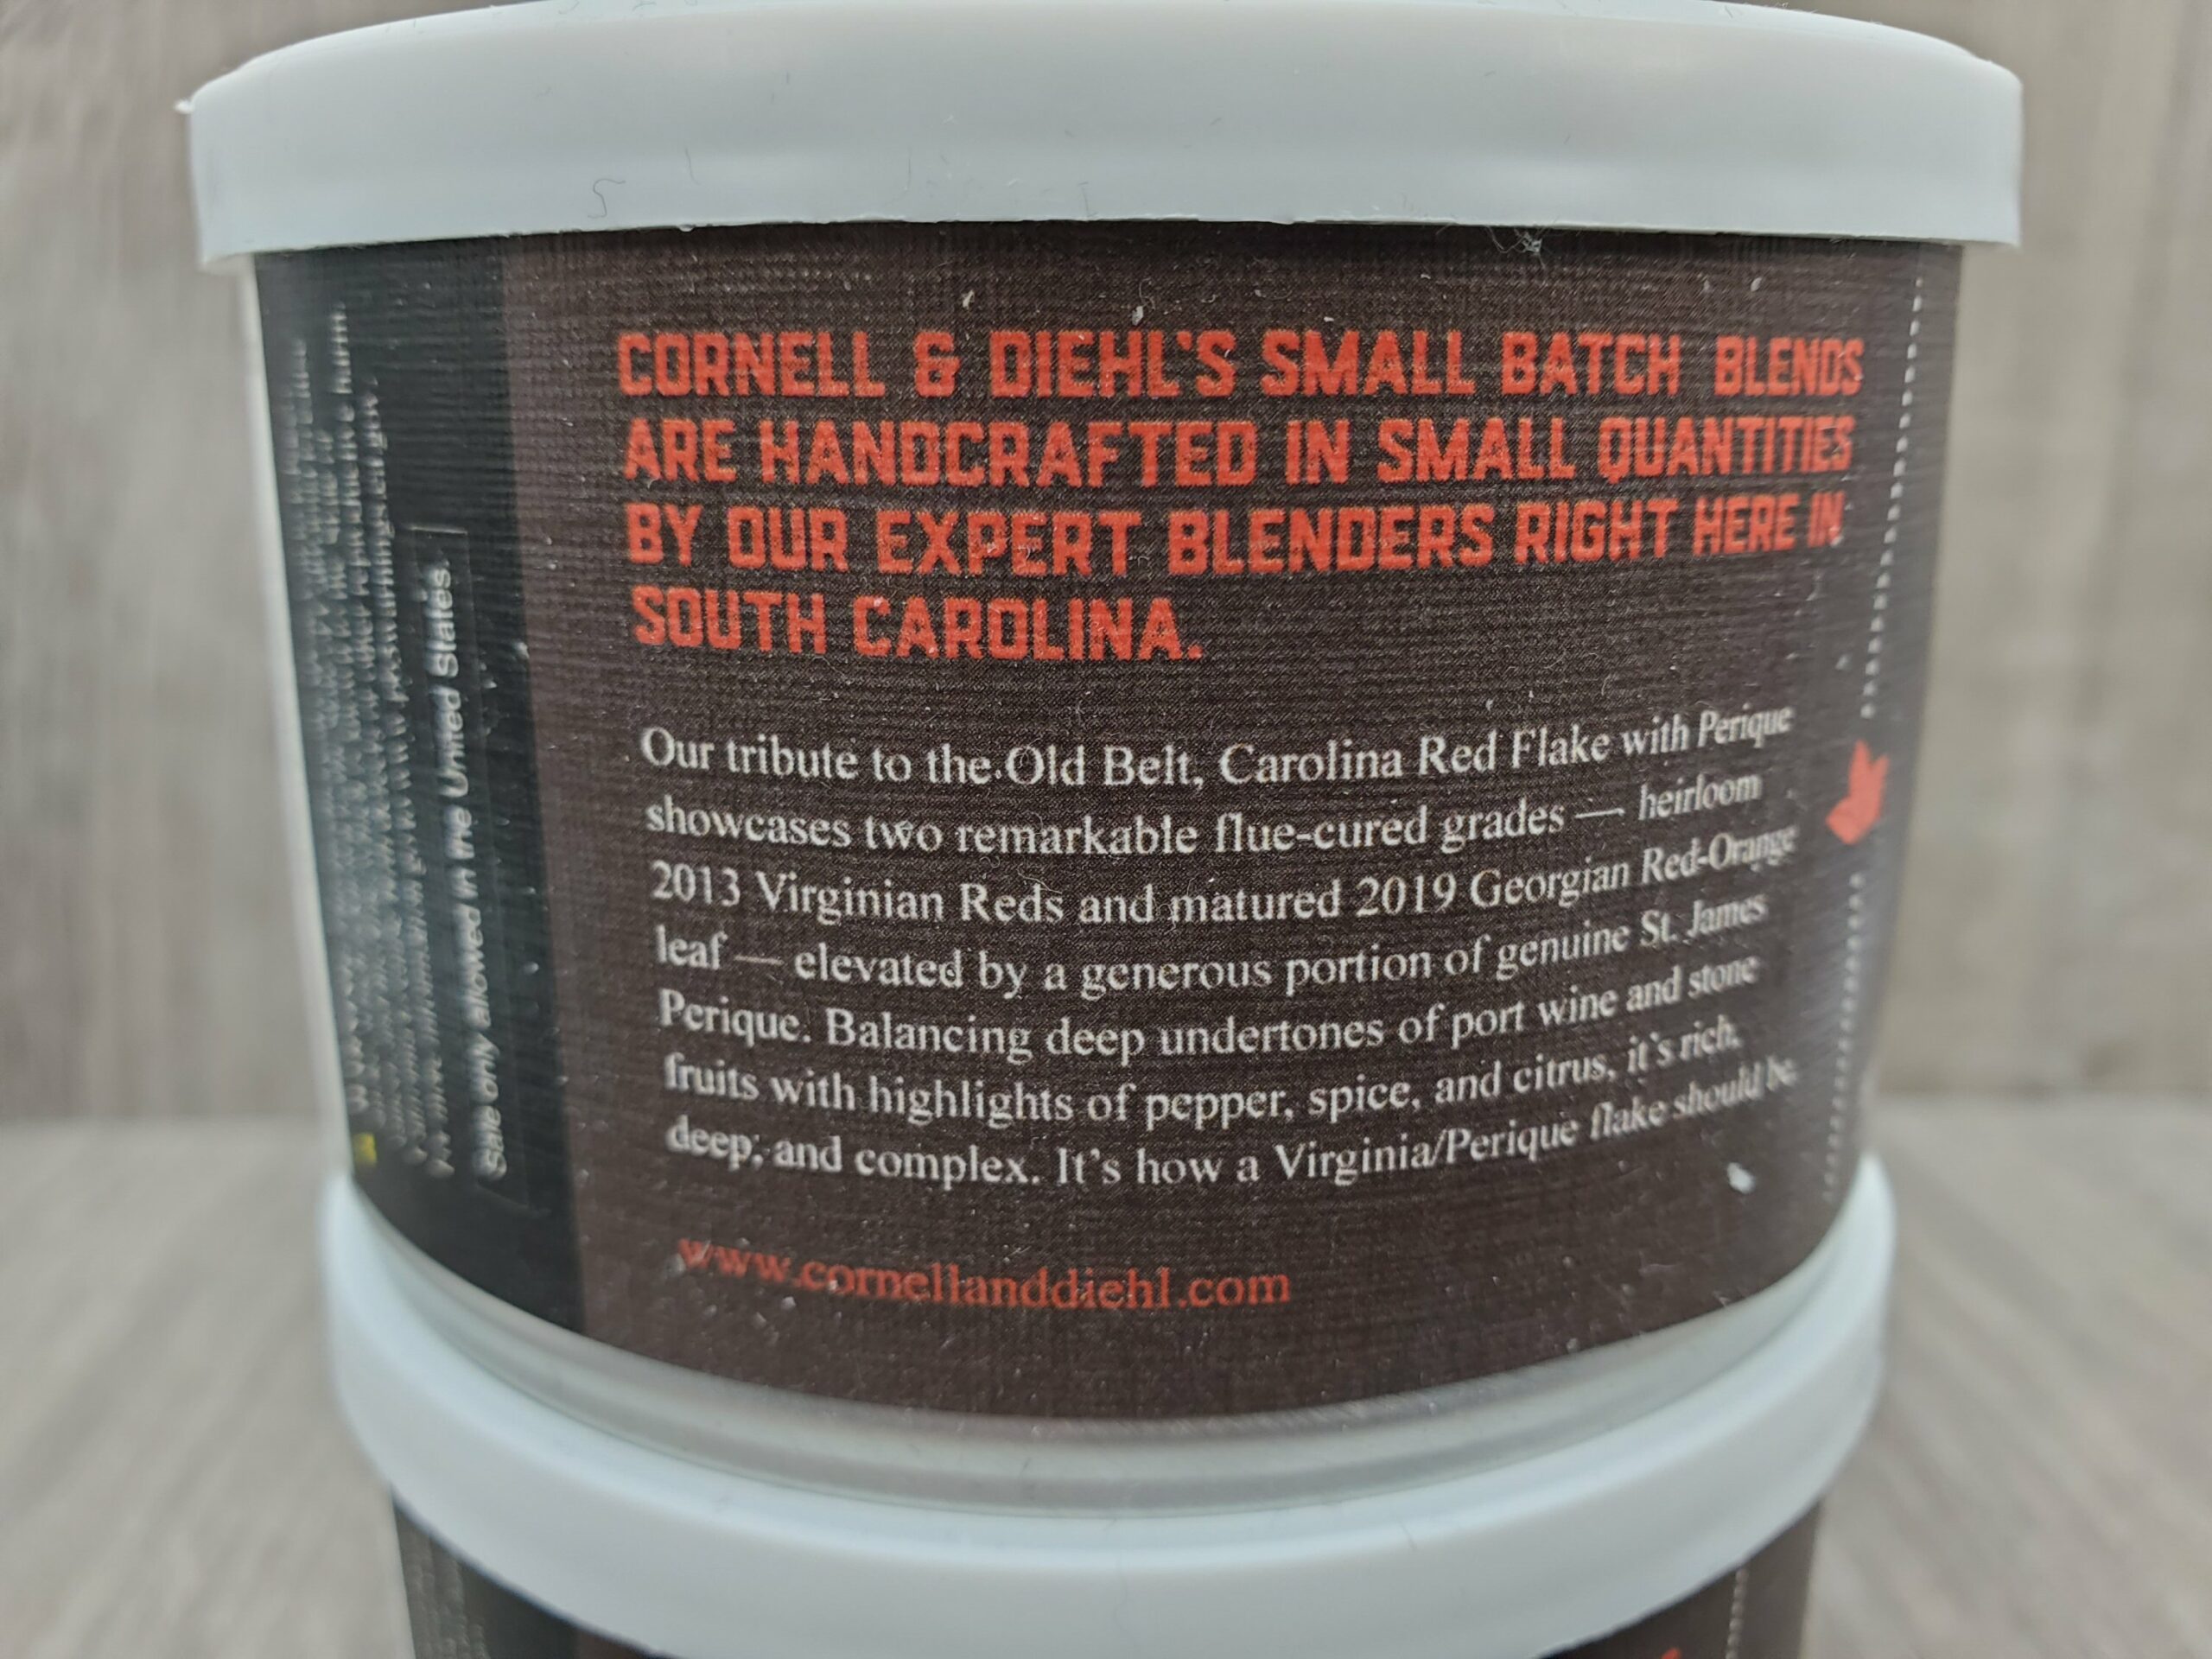 CORNELL & DIEHL'S SMALL BATCH BLENDS
ARE HANDCRAFTED IN SMALL QUANTITIES
BY OUR EXPERT BLENDERS RIGHT HERE IN
SOUTH CAROLINA.
Our tribute to the Old Belt, Carolina Red Flake with Perique
showcases two remarkable flue-cured grades — heirloom
2013 Virginian Reds and matured 2019 Georgian Red-Orange
leaf — elevated by a generous portion of genuine St. James
Perique. Balancing deep undertones of port wine and stone
fruits with highlights of pepper, spice, and citrus, it's rich,
deep, and complex. It's how a Virginia/Perique flake should be.
www.cornellanddiehl.com
Sale only allowed in the United States.